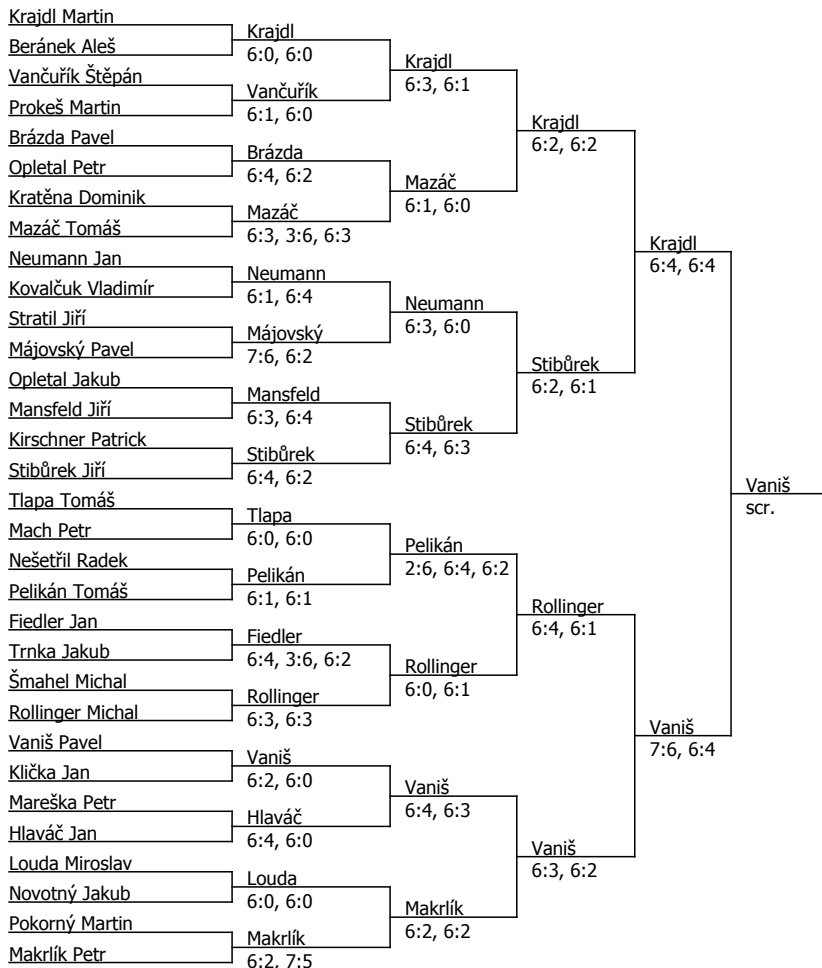 Krajdl Martin
Beránek Aleš
Vančuřík Štěpán
Prokeš Martin
Brázda Pavel
Opletal Petr
Kratěna Dominik
Mazáč Tomáš
Neumann Jan
Kovalčuk Vladimír
Stratil Jiří
Májovský Pavel
Opletal Jakub
Mansfeld Jiří
Kirschner Patrick
Stibůrek Jiří
Tlapa Tomáš
Mach Petr
Nešetřil Radek
Pelikán Tomáš
Fiedler Jan
Trnka Jakub
Šmahel Michal
Rollinger Michal
Vaniš Pavel
Klička Jan
Mareška Petr
Hlaváč Jan
Louda Miroslav
Novotný Jakub
Pokorný Martin
Makrlík Petr
Krajdl
6:0, 6:0
Vančuřík
6:1, 6:0
Brázda
6:4, 6:2
Mazáč
6:3, 3:6, 6:3
Neumann
6:1, 6:4
Májovský
7:6, 6:2
Mansfeld
6:3, 6:4
Stibůrek
6:4, 6:2
Tlapa
6:0, 6:0
Pelikán
6:1, 6:1
Fiedler
6:4, 3:6, 6:2
Rollinger
6:3, 6:3
Vaniš
6:2, 6:0
Hlaváč
6:4, 6:0
Louda
6:0, 6:0
Makrlík
6:2, 7:5
Krajdl
6:3, 6:1
Mazáč
6:1, 6:0
Neumann
6:3, 6:0
Stibůrek
6:4, 6:3
Pelikán
2:6, 6:4, 6:2
Rollinger
6:0, 6:1
Vaniš
6:4, 6:3
Makrlík
6:2, 6:2
Krajdl
6:2, 6:2
Stibůrek
6:2, 6:1
Rollinger
6:4, 6:1
Vaniš
6:3, 6:2
Krajdl
6:4, 6:4
Vaniš
7:6, 6:4
Vaniš
scr.